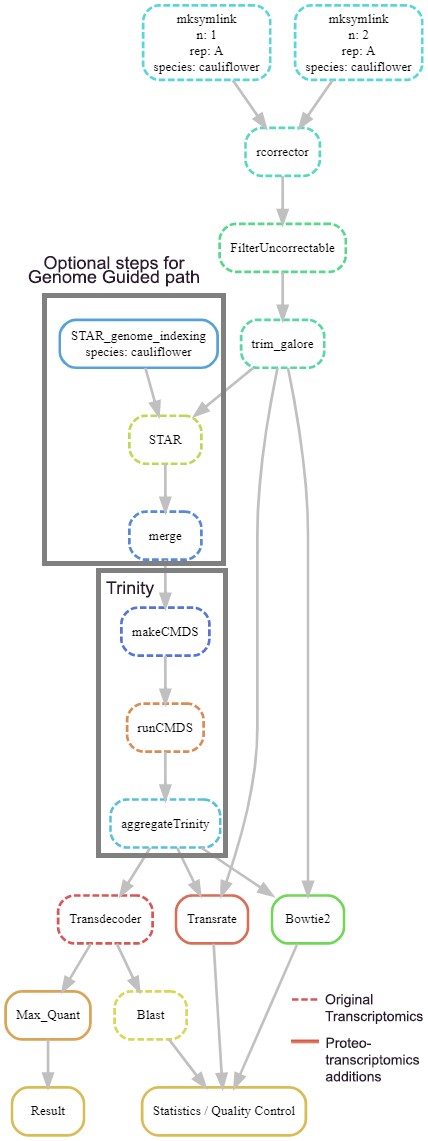 mksymlink
n: 1
rep: A
species: cauliflower
mksymlink
n: 2
rep: A
species: cauliflower
rcorrector
FilterUncorrectable
Optional steps for
Genome Guided path
STAR_genome_indexing
species: cauliflower
trim_galore
STAR
merge
Trinity
makeCMDS
runCMDS
aggregateTrinity
Transdecoder
Transrate
Bowtie2
Max_Quant
Blast
Original
Transcriptomics
Proteo-
transcriptomics
additions
Result
Statistics / Quality Control